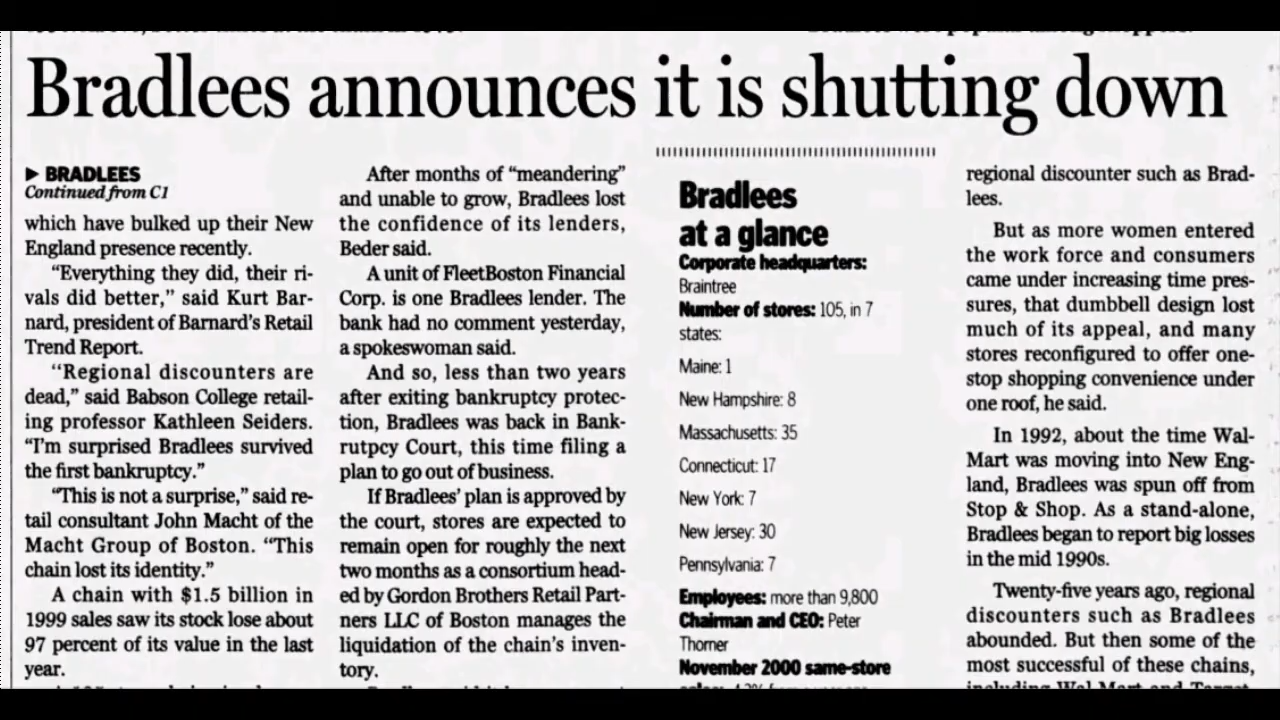 Bradlees announces it is shutting down
▶ BRADLEES
Continued from C1
which have bulked up their New
England presence recently.
“Everything they did, their ri-
vals did better,” said Kurt Bar-
nard, president of Barnard’s Retail
Trend Report.
“Regional discounters are
dead,” said Babson College retail-
ing professor Kathleen Seiders.
“I’m surprised Bradlees survived
the first bankruptcy.”
“This is not a surprise,” said re-
tail consultant John Macht of the
Macht Group of Boston. “This
chain lost its identity.”
A chain with $1.5 billion in
1999 sales saw its stock lose about
97 percent of its value in the last
year.
After months of “meandering”
and unable to grow, Bradlees lost
the confidence of its lenders,
Beder said.
A unit of FleetBoston Financial
Corp. is one Bradlees lender. The
bank had no comment yesterday,
a spokeswoman said.
And so, less than two years
after exiting bankruptcy protec-
tion, Bradlees was back in Bank-
rutpcy Court, this time filing a
plan to go out of business.
If Bradlees’ plan is approved by
the court, stores are expected to
remain open for roughly the next
two months as a consortium head-
ed by Gordon Brothers Retail Part-
ners LLC of Boston manages the
liquidation of the chain’s inven-
tory.
Bradlees
at a glance
Corporate headquarters:
Braintree
Number of stores: 105, in 7
states:
Maine: 1
New Hampshire: 8
Massachusetts: 35
Connecticut: 17
New York: 7
New Jersey: 30
Pennsylvania: 7
Employees: more than 9,800
Chairman and CEO: Peter
Thorner
November 2000 same-store
regional discounter such as Brad-
lees.
But as more women entered
the work force and consumers
came under increasing time pres-
sures, that dumbbell design lost
much of its appeal, and many
stores reconfigured to offer one-
stop shopping convenience under
one roof, he said.
In 1992, about the time Wal-
Mart was moving into New Eng-
land, Bradlees was spun off from
Stop & Shop. As a stand-alone,
Bradlees began to report big losses
in the mid 1990s.
Twenty-five years ago, regional
discounters such as Bradlees
abounded. But then some of the
most successful of these chains,
including Wal-Mart and Target,